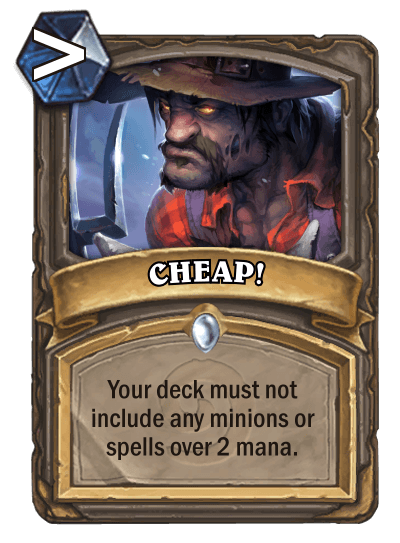 >
CHEAP!
Your deck must not
include any minions or
spells over 2 mana.